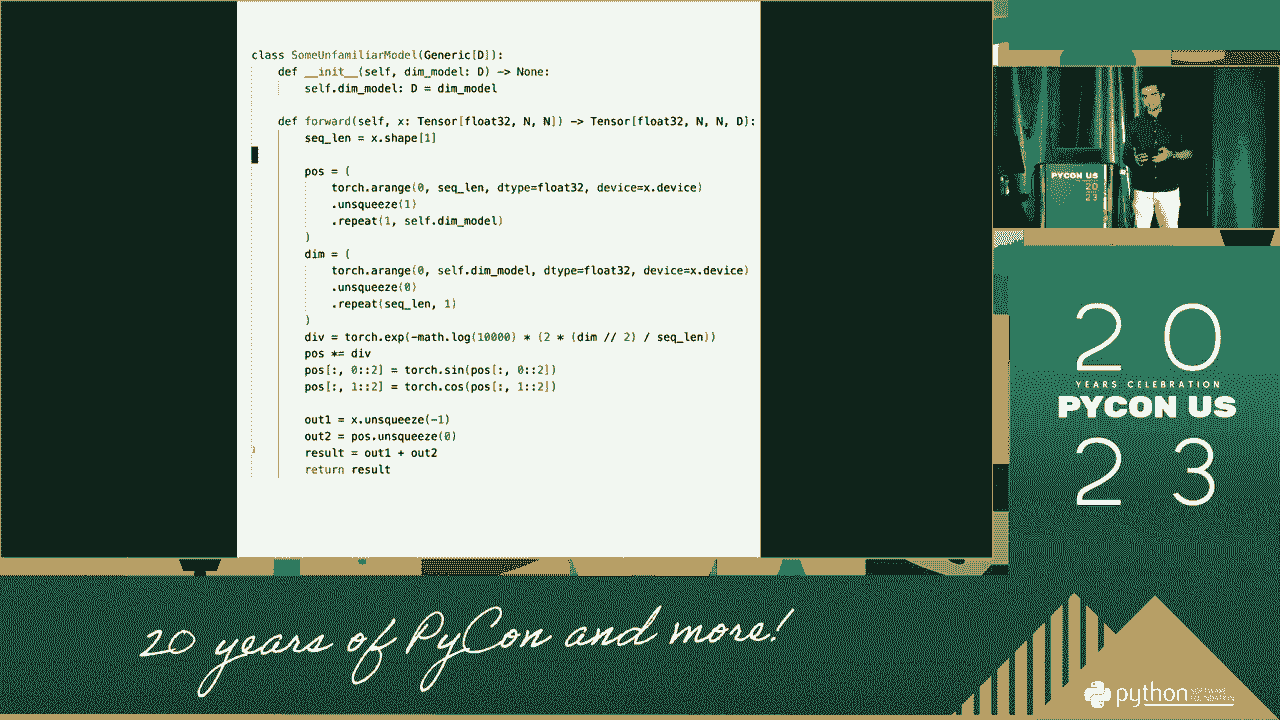 class SomeUnfamiliarModel(Generic[D]):
    def __init__(self, dim_model: D) -> None:
        self.dim_model: D = dim_model

    def forward(self, x: Tensor[float32, N, N]) -> Tensor[float32, N, N, D]:
        seq_len = x.shape[1]

        pos = (
            torch.arange(0, seq_len, dtype=float32, device=x.device)
            .unsqueeze(1)
            .repeat(1, self.dim_model)
        )
        dim = (
            torch.arange(0, self.dim_model, dtype=float32, device=x.device)
            .unsqueeze(0)
            .repeat(seq_len, 1)
        )
        div = torch.exp(-math.log(10000) * (2 * (dim // 2) / seq_len))
        pos *= div
        pos[:, 0::2] = torch.sin(pos[:, 0::2])
        pos[:, 1::2] = torch.cos(pos[:, 1::2])

        out1 = x.unsqueeze(-1)
        out2 = pos.unsqueeze(0)
        result = out1 + out2
        return result
PYCON US
20
23
20
YEARS CELEBRATION
PYCON US
23
20 years of PyCon and more!
python
SOFTWARE
FOUNDATION